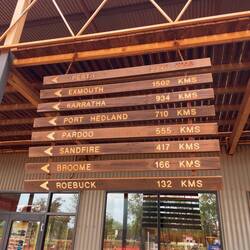 PERTH
EXMOUTH 1502 KMS
KARRATHA 934 KMS
PORT HEDLAND 710 KMS
PARDOO 555 KMS
SANDFIRE 417 KMS
BROOME 166 KMS
ROEBUCK 132 KMS